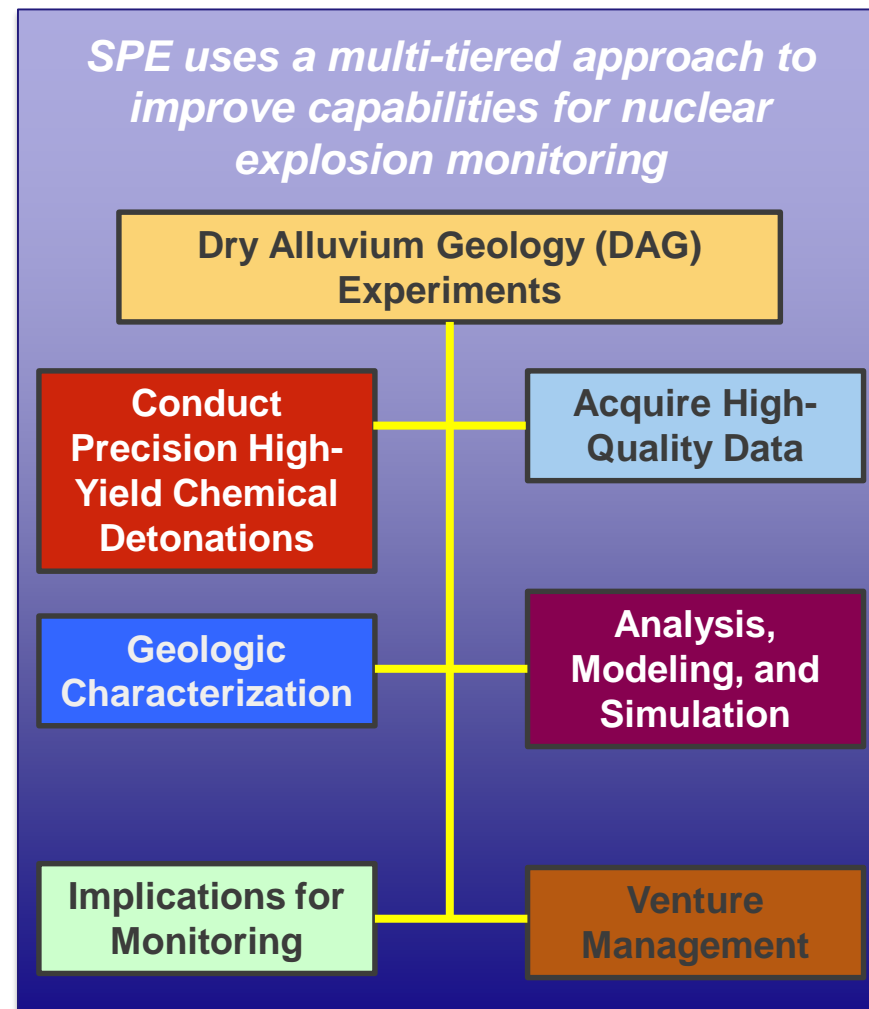 SPE uses a multi-tiered approach to
improve capabilities for nuclear
explosion monitoring
Dry Alluvium Geology (DAG)
Experiments
Conduct
Precision High-
Yield Chemical
Detonations
Acquire High-
Quality Data
Geologic
Characterization
Analysis,
Modeling, and
Simulation
Implications for
Monitoring
Venture
Management